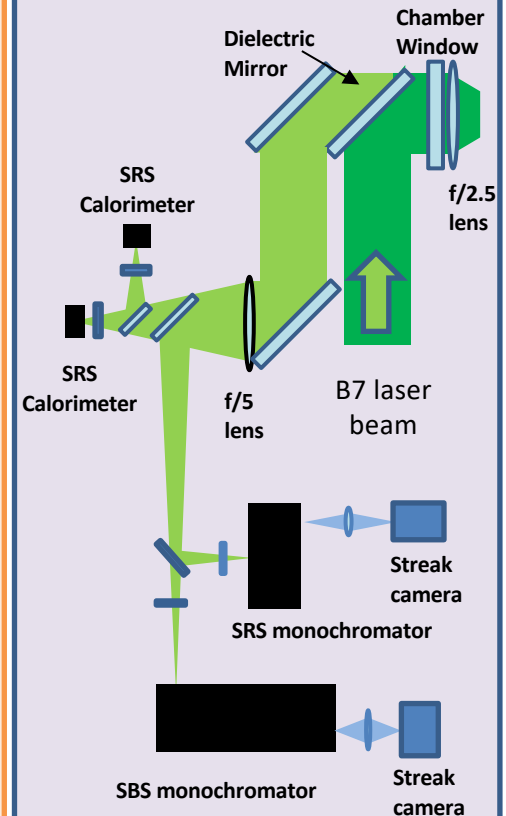 Chamber
Window
Dielectric
Mirror
SRS
Calorimeter
f/2.5
lens
SRS
Calorimeter
f/5
lens
B7 laser
beam
Streak
camera
SRS monochromator
SBS monochromator
Streak
camera